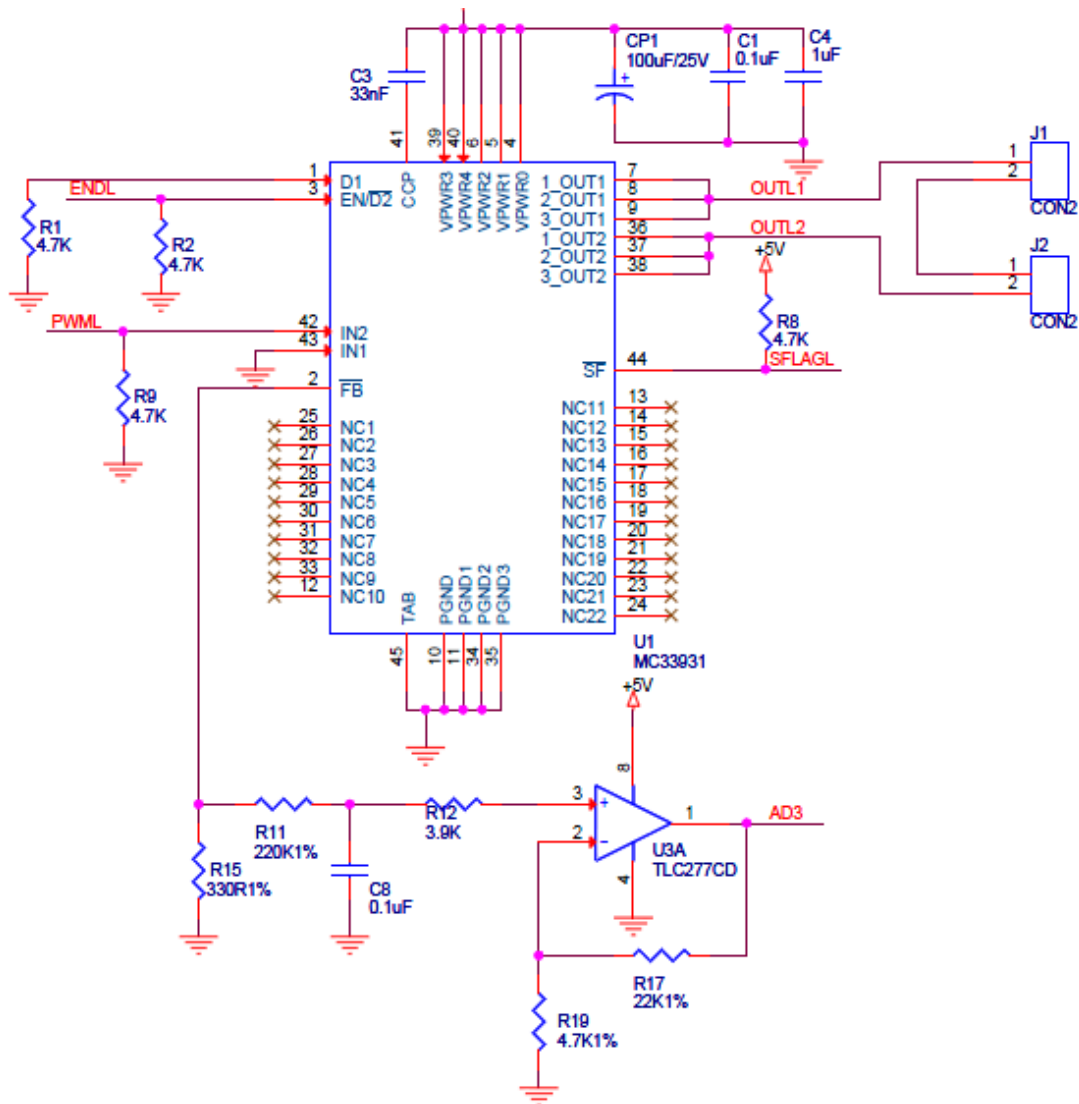 C3
33nF
CP1
100uF/25V
+
C1
0.1uF
C4
1uF
41
39
40
6
5
4
CCP
VPWR3
VPWR4
VPWR2
VPWR1
VPWR0
1
D1
3
EN/D2
ENDL
R1
4.7K
R2
4.7K
PWML
42
IN2
43
IN1
2
FB
R9
4.7K
25
NC1
26
NC2
27
NC3
28
NC4
29
NC5
30
NC6
31
NC7
32
NC8
33
NC9
12
NC10
1_OUT1
7
2_OUT1
8
3_OUT1
9
1_OUT2
36
2_OUT2
37
3_OUT2
38
OUTL1
OUTL2
J1
1
2
CON2
J2
1
2
CON2
+5V
R8
4.7K
SF
44
SFLAGL
NC11
13
NC12
14
NC13
15
NC14
16
NC15
17
NC16
18
NC17
19
NC18
20
NC19
21
NC20
22
NC21
23
NC22
24
TAB
PGND
PGND1
PGND2
PGND3
45
10
11
34
35
U1
MC33931
+5V
8
R11
220K1%
R12
3.9K
R15
330R1%
C8
0.1uF
3
+
2
-
1
AD3
U3A
TLC277CD
4
R17
22K1%
R19
4.7K1%